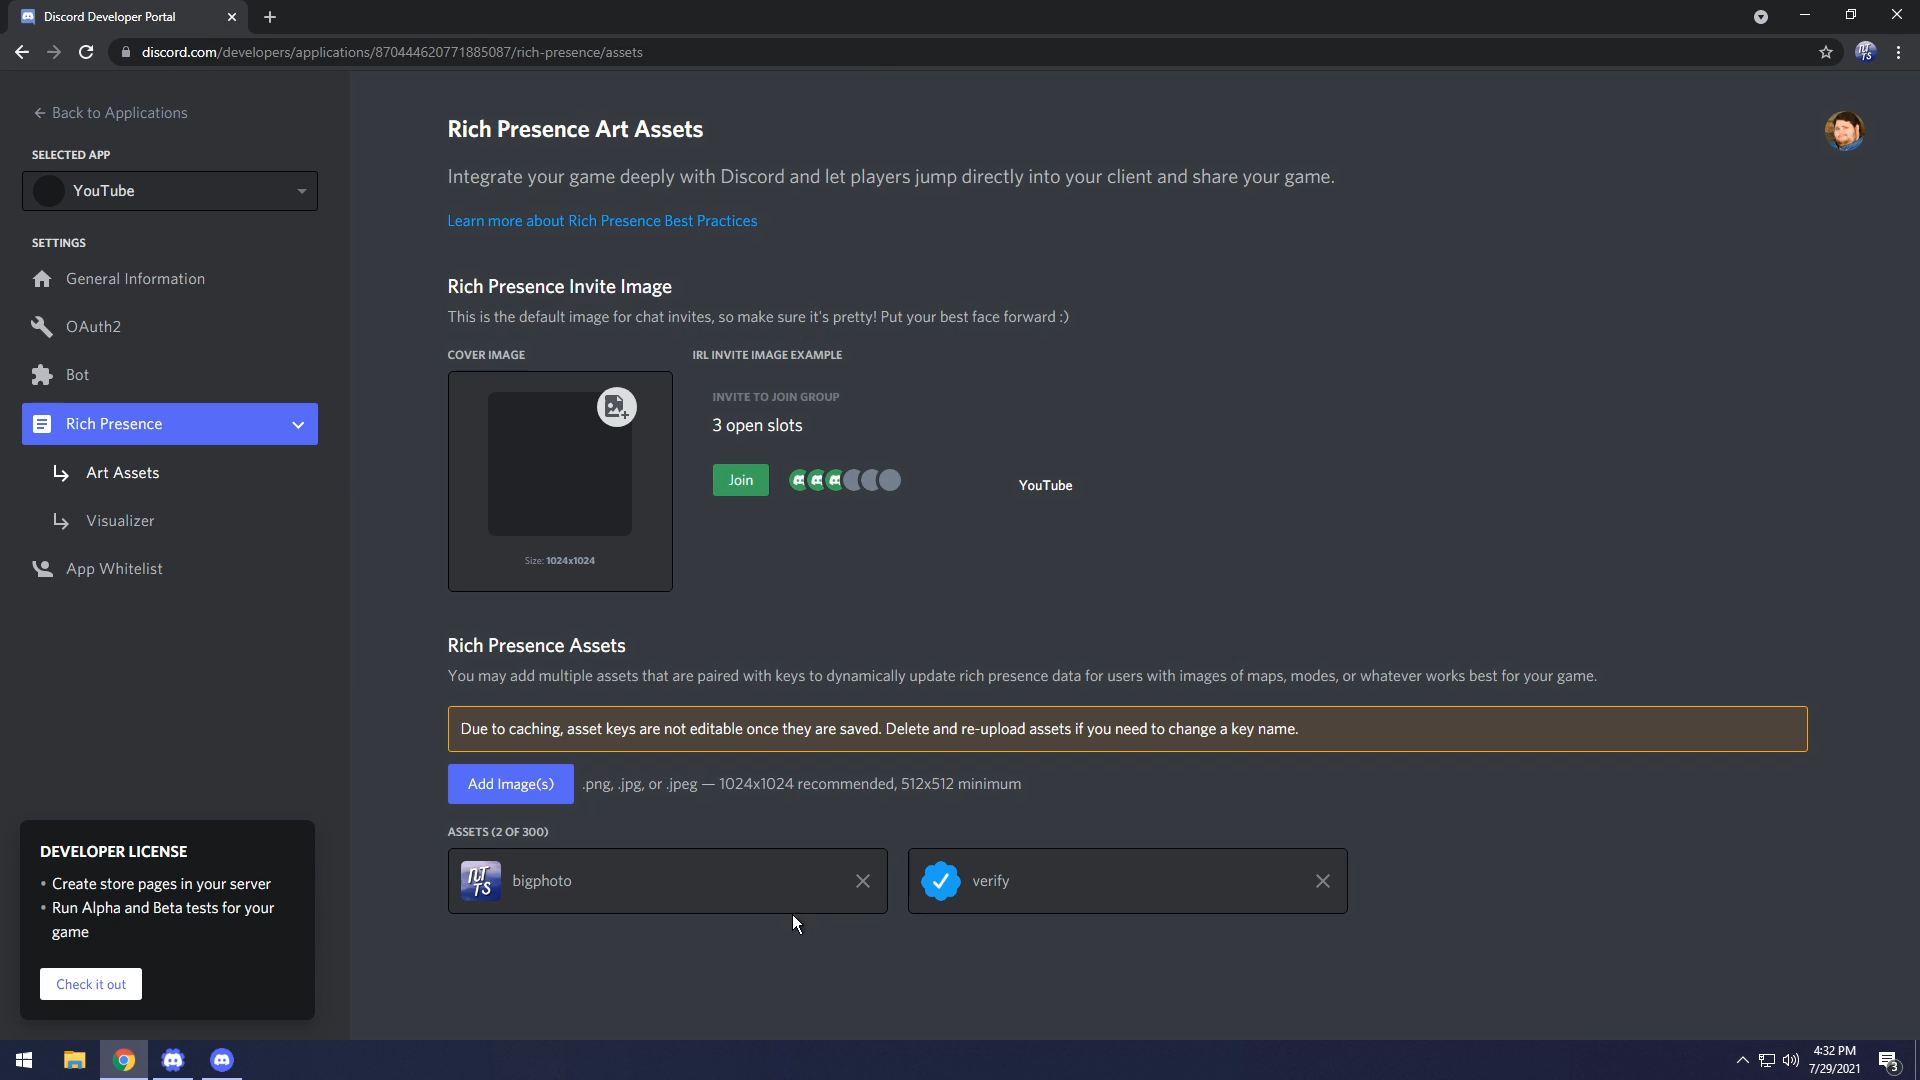 Discord Developer Portal
discord.com/developers/applications/870444620771885087/rich-presence/assets
NT
TS
← Back to Applications
SELECTED APP
YouTube
SETTINGS
General Information
OAuth2
Bot
Rich Presence
Art Assets
Visualizer
App Whitelist
DEVELOPER LICENSE
• Create store pages in your server
• Run Alpha and Beta tests for your
game
Check it out
Rich Presence Art Assets
Integrate your game deeply with Discord and let players jump directly into your client and share your game.
Learn more about Rich Presence Best Practices
Rich Presence Invite Image
This is the default image for chat invites, so make sure it's pretty! Put your best face forward :)
COVER IMAGE
Size: 1024x1024
IRL INVITE IMAGE EXAMPLE
INVITE TO JOIN GROUP
3 open slots
Join
YouTube
Rich Presence Assets
You may add multiple assets that are paired with keys to dynamically update rich presence data for users with images of maps, modes, or whatever works best for your game.
Due to caching, asset keys are not editable once they are saved. Delete and re-upload assets if you need to change a key name.
Add Image(s) .png, .jpg, or .jpeg — 1024x1024 recommended, 512x512 minimum
ASSETS (2 OF 300)
NT
TS
bigphoto
verify
4:32 PM
7/29/2021
3